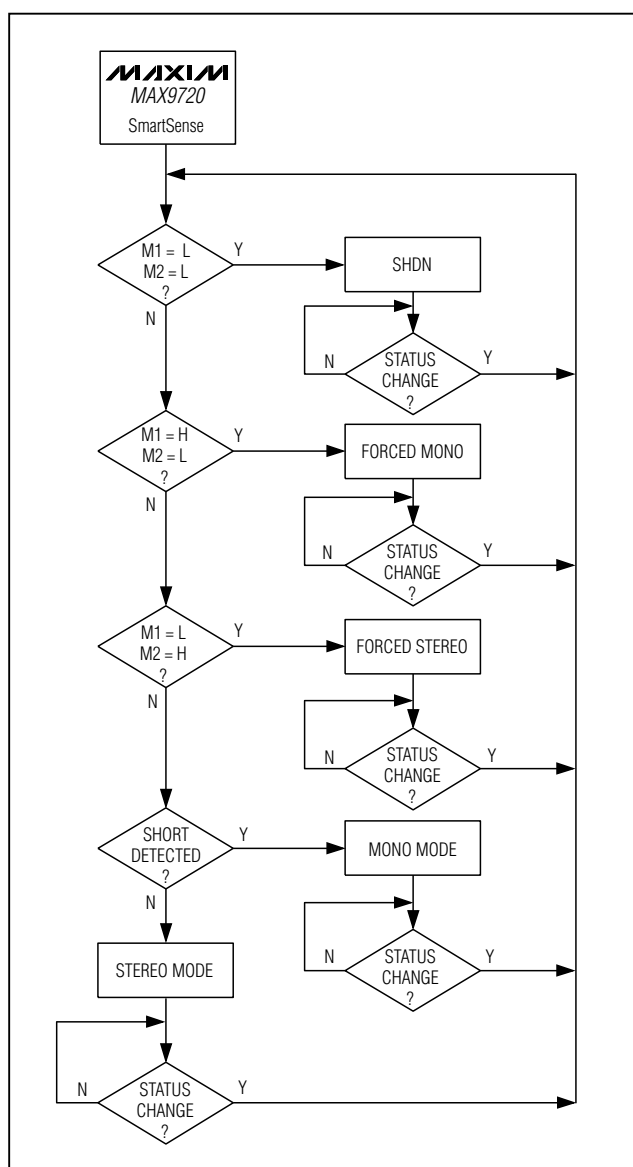 MAXIM
MAX9720
SmartSense
M1 = L
M2 = L
?
Y
N
SHDN
STATUS
CHANGE
?
N
Y
M1 = H
M2 = L
?
Y
N
FORCED MONO
STATUS
CHANGE
?
N
Y
M1 = L
M2 = H
?
Y
N
FORCED STEREO
STATUS
CHANGE
?
N
Y
SHORT
DETECTED
?
Y
N
MONO MODE
STATUS
CHANGE
?
N
Y
STEREO MODE
STATUS
CHANGE
?
N
Y